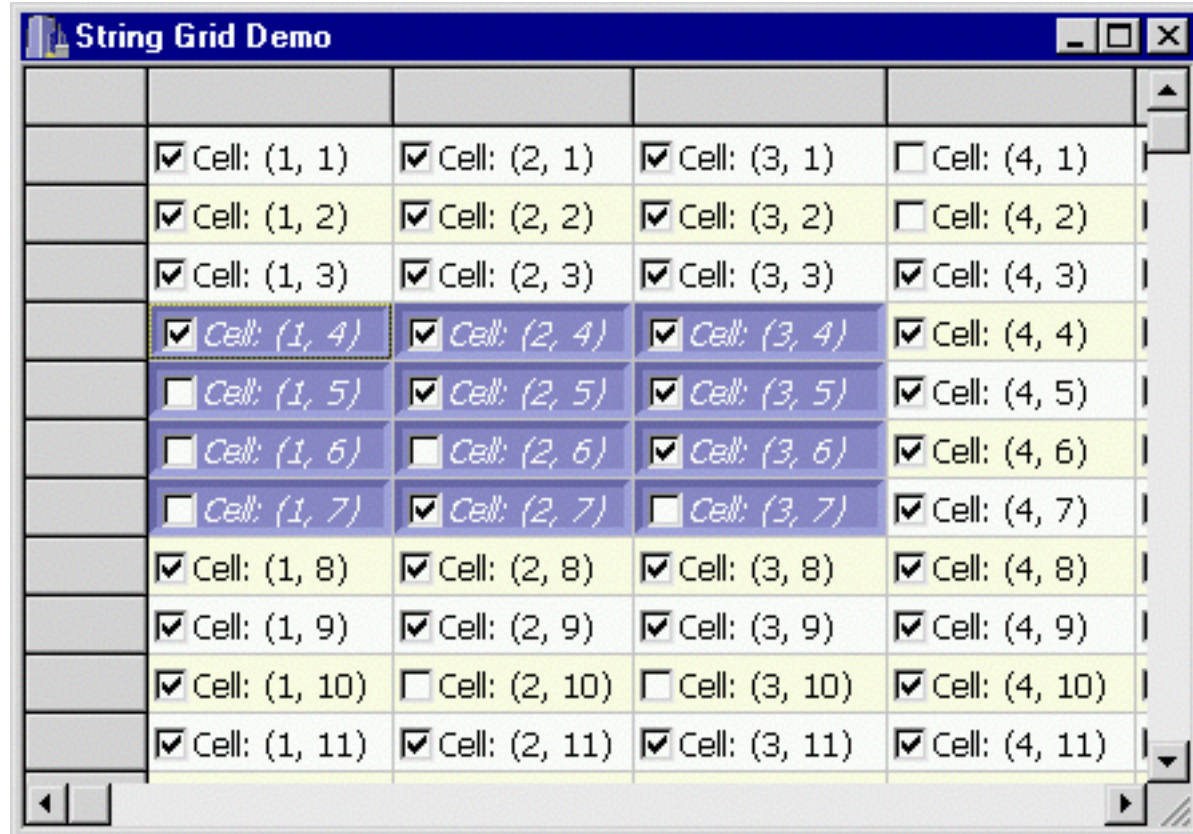 String Grid Demo
Cell: (1, 1) Cell: (2, 1) Cell: (3, 1) Cell: (4, 1)
Cell: (1, 2) Cell: (2, 2) Cell: (3, 2) Cell: (4, 2)
Cell: (1, 3) Cell: (2, 3) Cell: (3, 3) Cell: (4, 3)
Cell: (1, 4) Cell: (2, 4) Cell: (3, 4) Cell: (4, 4)
Cell: (1, 5) Cell: (2, 5) Cell: (3, 5) Cell: (4, 5)
Cell: (1, 6) Cell: (2, 6) Cell: (3, 6) Cell: (4, 6)
Cell: (1, 7) Cell: (2, 7) Cell: (3, 7) Cell: (4, 7)
Cell: (1, 8) Cell: (2, 8) Cell: (3, 8) Cell: (4, 8)
Cell: (1, 9) Cell: (2, 9) Cell: (3, 9) Cell: (4, 9)
Cell: (1, 10) Cell: (2, 10) Cell: (3, 10) Cell: (4, 10)
Cell: (1, 11) Cell: (2, 11) Cell: (3, 11) Cell: (4, 11)